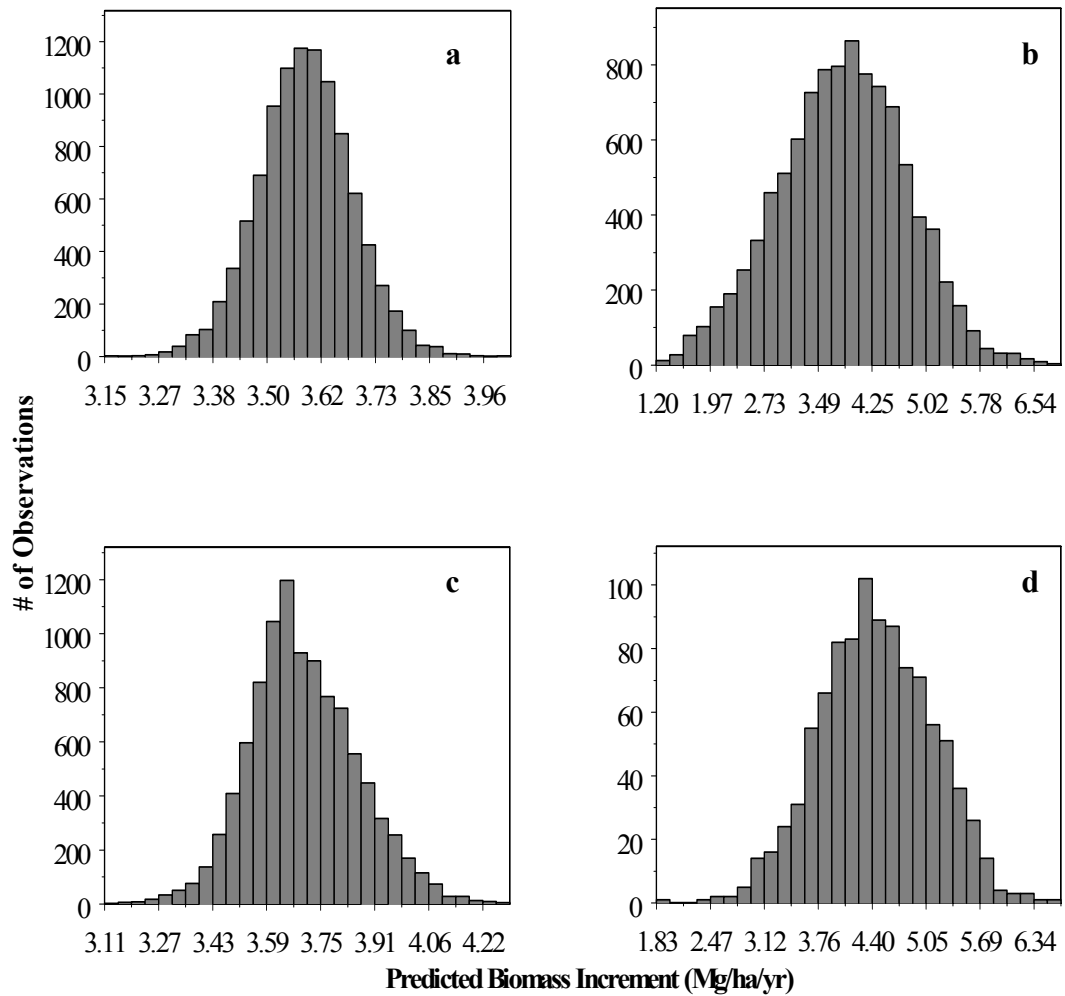 a
1200
1000
800
600
400
200
0
3.15 3.27 3.38 3.50 3.62 3.73 3.85 3.96
b
800
600
400
200
0
1.20 1.97 2.73 3.49 4.25 5.02 5.78 6.54
# of Observations
c
1200
1000
800
600
400
200
0
3.11 3.27 3.43 3.59 3.75 3.91 4.06 4.22
d
100
80
60
40
20
0
1.83 2.47 3.12 3.76 4.40 5.05 5.69 6.34
Predicted Biomass Increment (Mg/ha/yr)